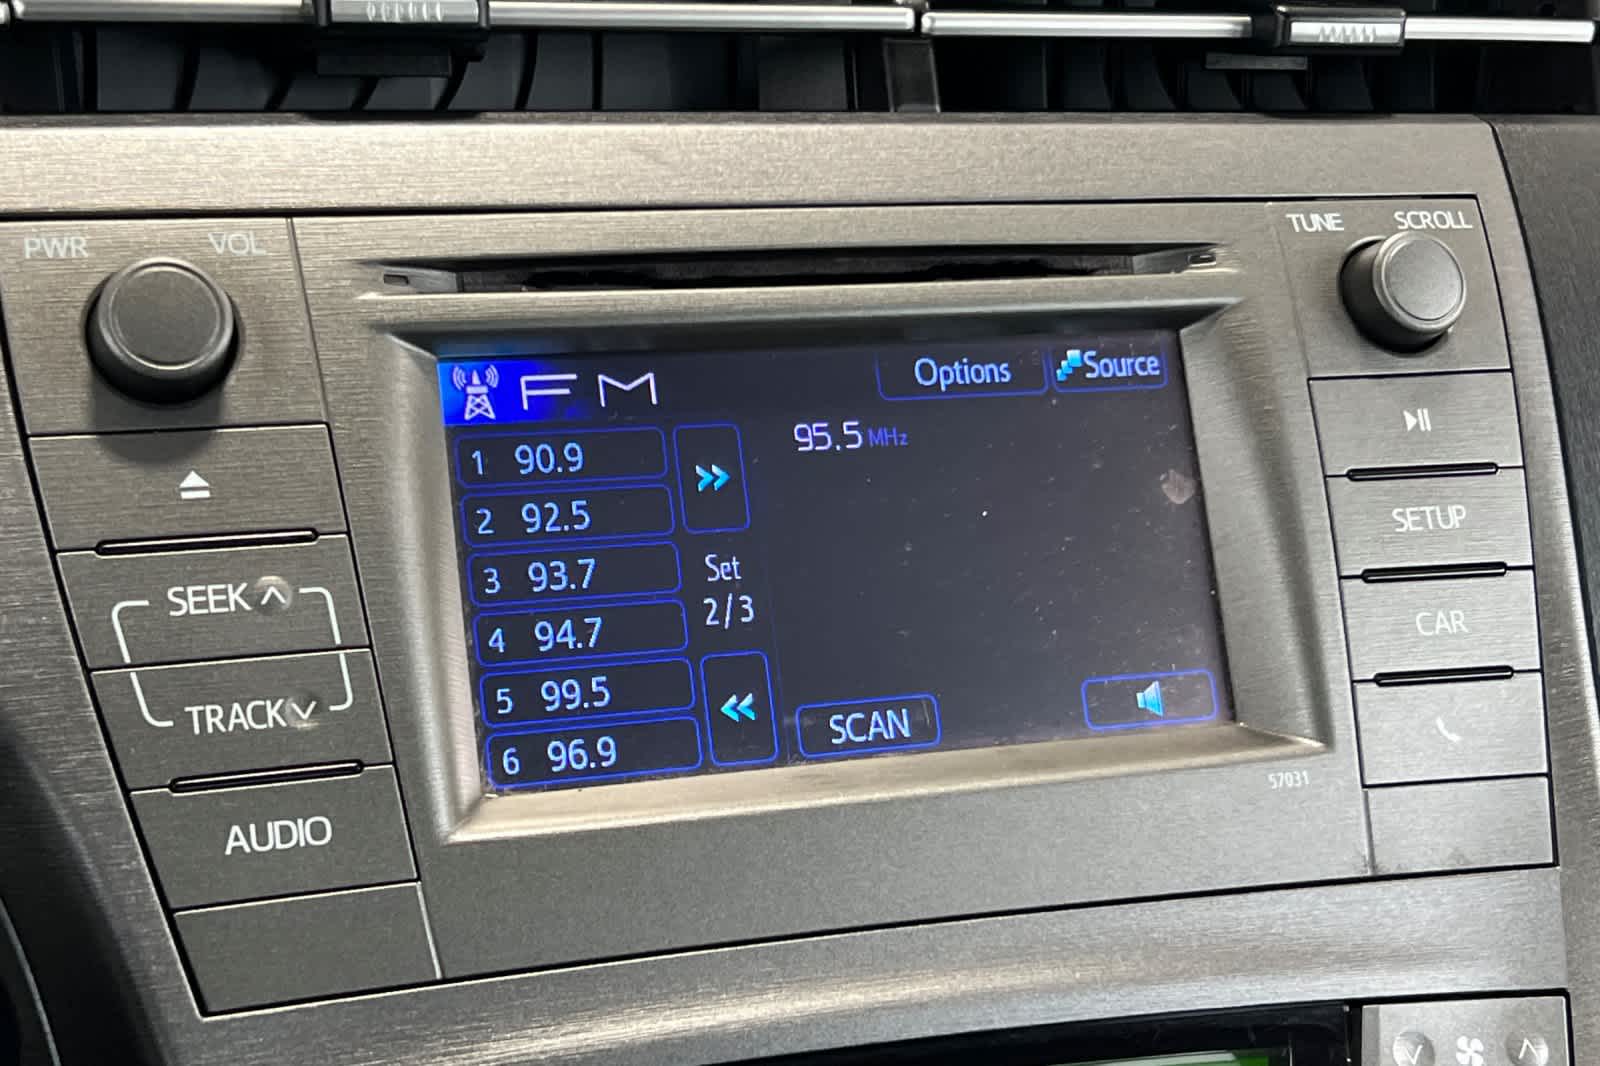 PWR VOL
TUNE SCROLL
FM
Options
Source
95.5 MHz
1 90.9
2 92.5
3 93.7
4 94.7
5 99.5
6 96.9
Set
2/3
SCAN
SEEK
TRACK
AUDIO
SETUP
CAR
57031